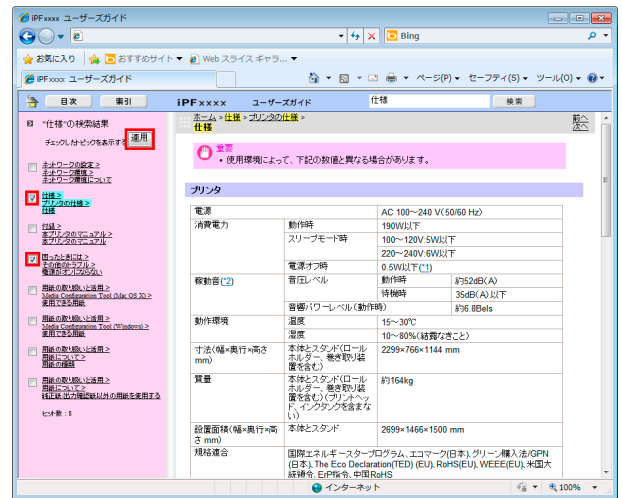 iPFxxxx ユーザーズガイド
Bing
お気に入り おすすめサイト Web スライス ギャラ...
iPFxxxx ユーザーズガイド ページ(P) セーフティ(S) ツール(O)
目次 索引 iPFxxxx ユーザーズガイド 仕様 検索
"仕様"の検索結果
チェックしたトピックを表示する 適用
ネットワークの設定 >
ネットワーク環境 >
ネットワーク環境について
仕様 >
プリンタの仕様 >
仕様
付録 >
本プリンタのマニュアル >
本プリンタのマニュアル
困ったときには >
その他のトラブル >
電源がオンにならない
用紙の取り扱いと活用 >
Media Configuration Tool (Mac OS X) >
使用できる用紙
用紙の取り扱いと活用 >
Media Configuration Tool (Windows) >
使用できる用紙
用紙の取り扱いと活用 >
用紙について >
用紙の種類
用紙の取り扱いと活用 >
用紙について >
純正紙・出力確認紙以外の用紙を使用する
ヒット数 : 8
ホーム > 仕様 > プリンタの仕様 >
仕様
前へ
次へ
重要
• 使用環境によって、下記の数値と異なる場合があります。
プリンタ
電源 AC 100～240 V(50/60 Hz)
消費電力 動作時 190W以下
スリープモード時 100～120V:5W以下
220～240V:6W以下
電源オフ時 0.5W以下(*1)
稼動音(*2) 音圧レベル 動作時 約52dB(A)
待機時 35dB(A)以下
音響パワーレベル(動作時) 約6.8Bels
動作環境 温度 15～30℃
湿度 10～80%(結露なきこと)
寸法(幅×奥行×高さ mm) 本体とスタンド(ロールホルダー、巻き取り装置を含む) 2299×766×1144 mm
質量 本体とスタンド(ロールホルダー、巻き取り装置を含む)(プリントヘッド、インクタンクを含まない) 約164kg
設置面積(幅×奥行×高さ mm) 本体とスタンド 2699×1466×1500 mm
規格適合 国際エネルギースタープログラム、エコマーク(日本)、グリーン購入法/GPN
(日本)、The Eco Declaration(TED) (EU), RoHS(EU), WEEE(EU), 米国大
統領令, ErP指令, 中国RoHS
インターネット 100%